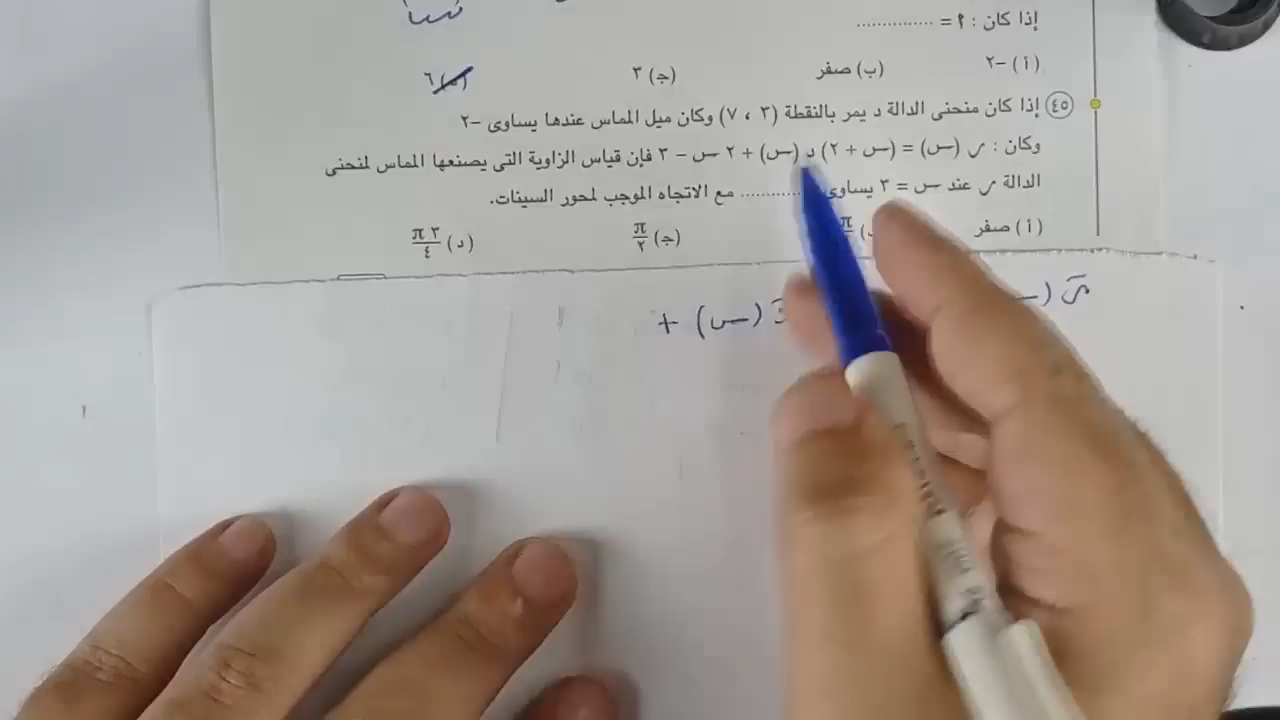 إذا كان : ٢ = ...............
(أ) -٢ (ب) صفر (جـ) ٣ (د) ٦
٤٥ إذا كان منحنى الدالة د يمر بالنقطة (٣ ، ٧) وكان ميل المماس عندها يساوى -٢
وكان : ر (س) = (س + ٢) د (س) + ٢ س - ٣ فإن قياس الزاوية التى يصنعها المماس لمنحنى
الدالة ر عند س = ٣ يساوى ............ مع الاتجاه الموجب لمحور السينات.
(أ) صفر π (جـ) π/٢ (د) ٣π/٤
(س) +